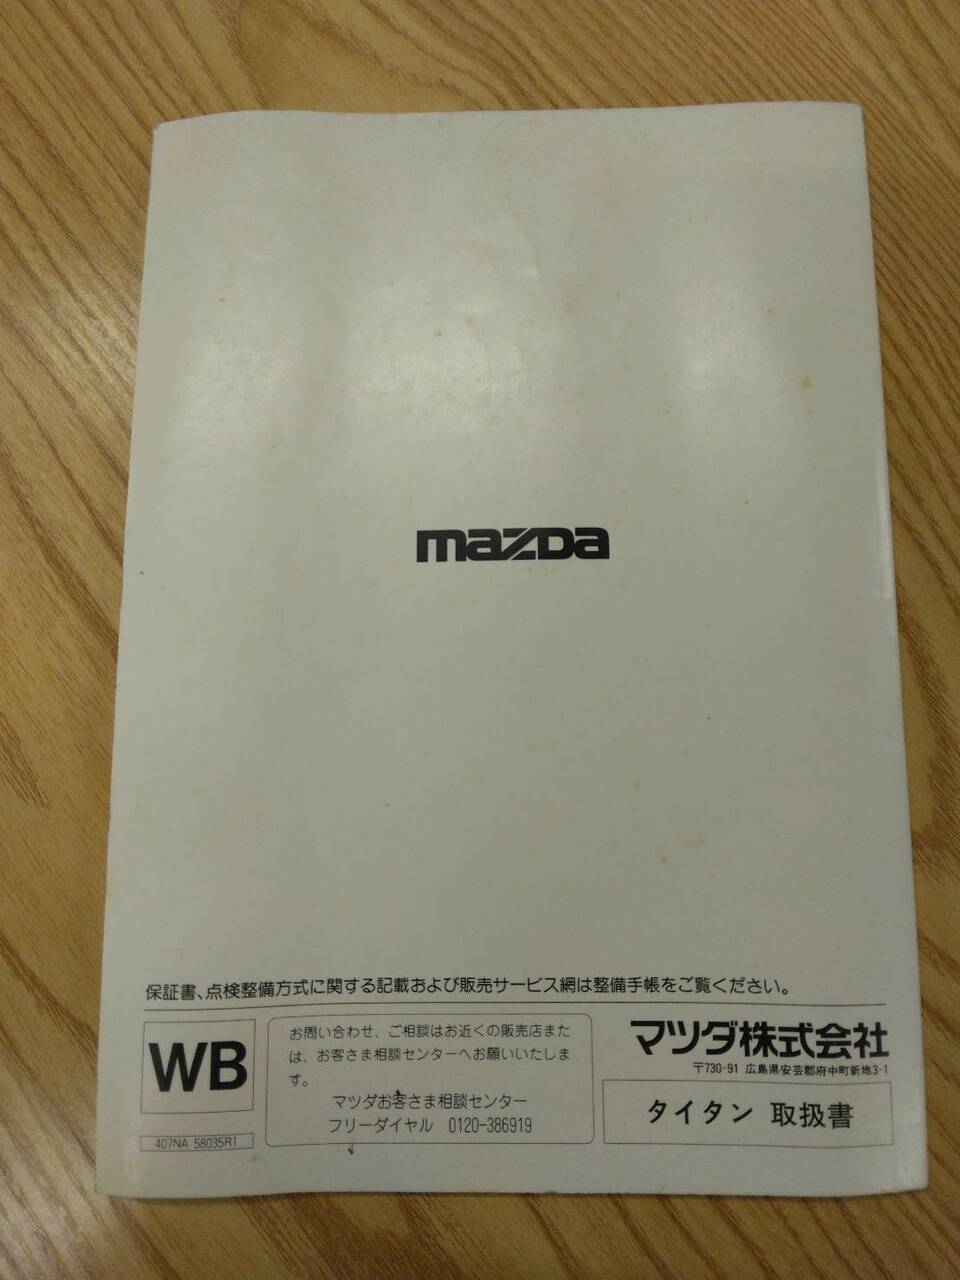 mazda
保証書、点検整備方式に関する記載および販売サービス網は整備手帳をご覧ください。
WB
407NA 58035R1
お問い合わせ、ご相談はお近くの販売店また
は、お客さま相談センターへお願いいたしま
す。
マツダお客さま相談センター
フリーダイヤル 0120-386919
マツダ株式会社
〒730-91 広島県安芸郡府中町新地3-1
タイタン 取扱書